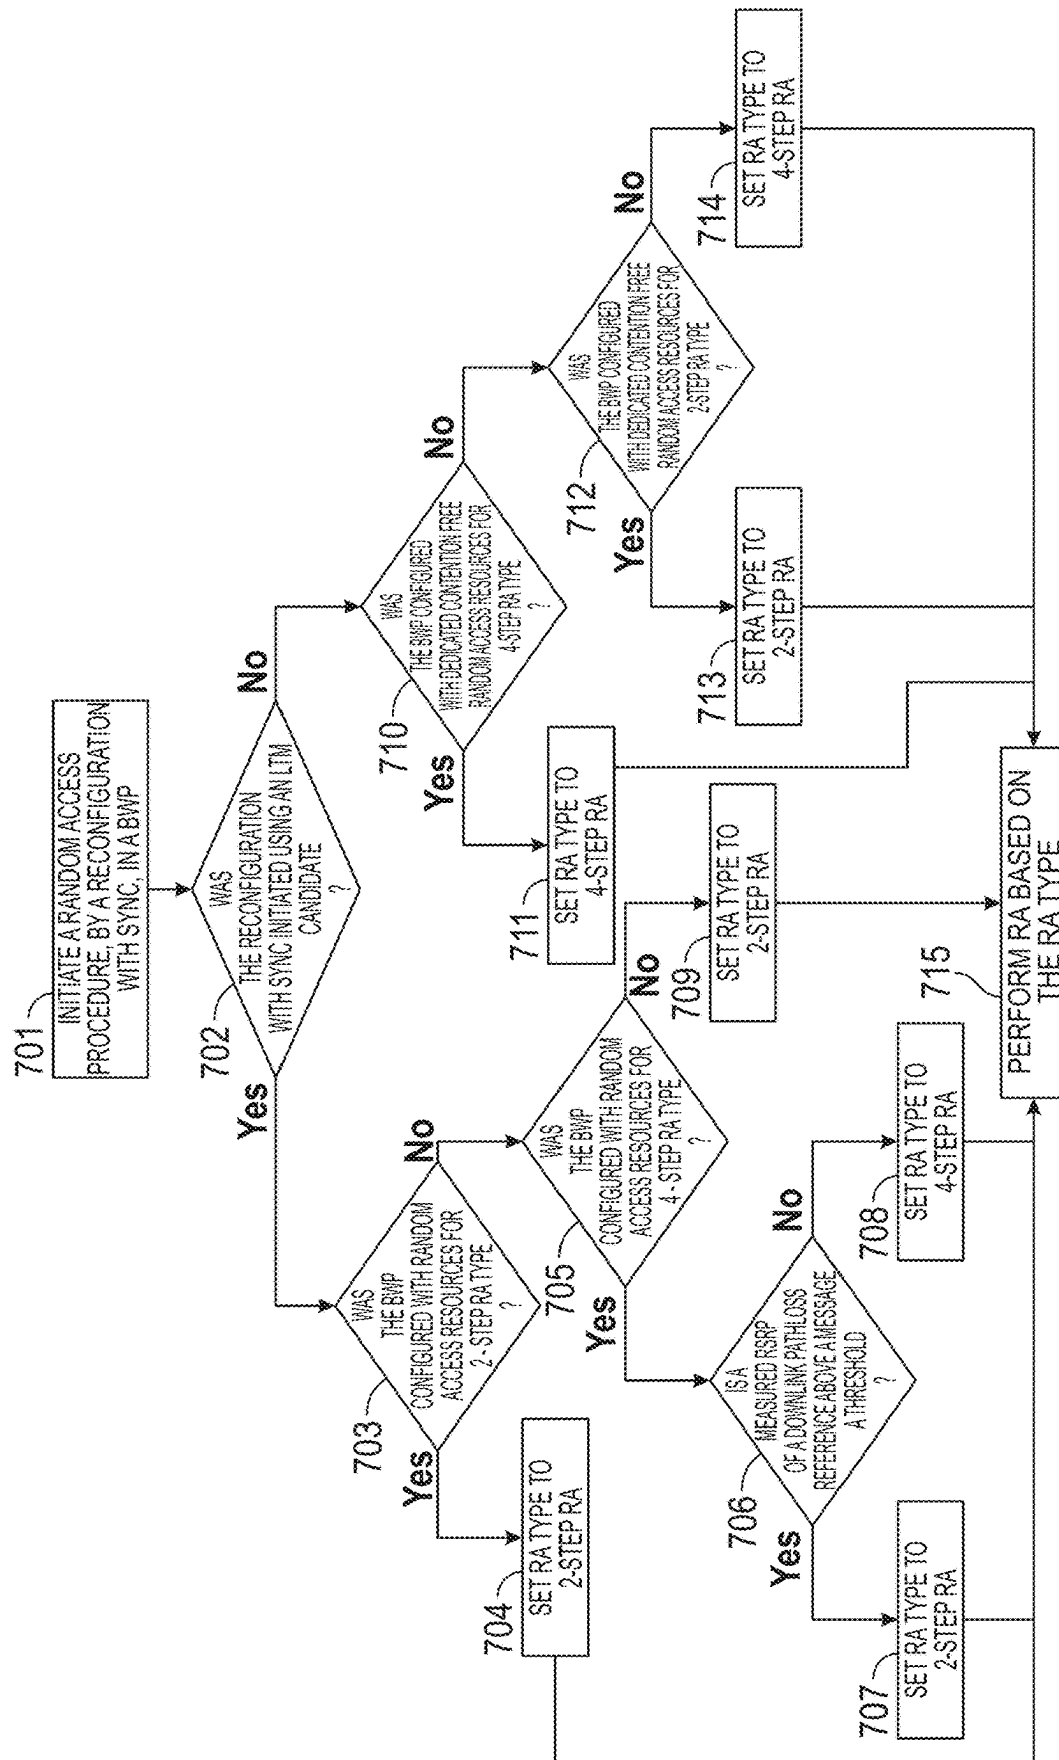 701
INITIATE A RANDOM ACCESS
PROCEDURE, BY A RECONFIGURATION
WITH SYNC, IN A BWP
702
WAS
THE RECONFIGURATION
WITH SYNC INITIATED USING AN LTM
CANDIDATE
?
Yes
No
703
WAS
THE BWP
CONFIGURED WITH RANDOM
ACCESS RESOURCES FOR
2 - STEP RA TYPE
?
Yes
No
704
SET RA TYPE TO
2-STEP RA
705
WAS
THE BWP
CONFIGURED WITH RANDOM
ACCESS RESOURCES FOR
4 - STEP RA TYPE
?
Yes
No
706
IS A
MEASURED RSRP
OF A DOWNLINK PATHLOSS
REFERENCE ABOVE A MESSAGE
A THRESHOLD
?
Yes
No
707
SET RA TYPE TO
2-STEP RA
708
SET RA TYPE TO
4-STEP RA
709
SET RA TYPE TO
2-STEP RA
710
WAS
THE BWP CONFIGURED
WITH DEDICATED CONTENTION FREE
RANDOM ACCESS RESOURCES FOR
4-STEP RA TYPE
?
Yes
No
711
SET RA TYPE TO
4-STEP RA
712
WAS
THE BWP CONFIGURED
WITH DEDICATED CONTENTION FREE
RANDOM ACCESS RESOURCES FOR
2-STEP RA TYPE
?
Yes
No
713
SET RA TYPE TO
2-STEP RA
714
SET RA TYPE TO
4-STEP RA
715
PERFORM RA BASED ON
THE RA TYPE